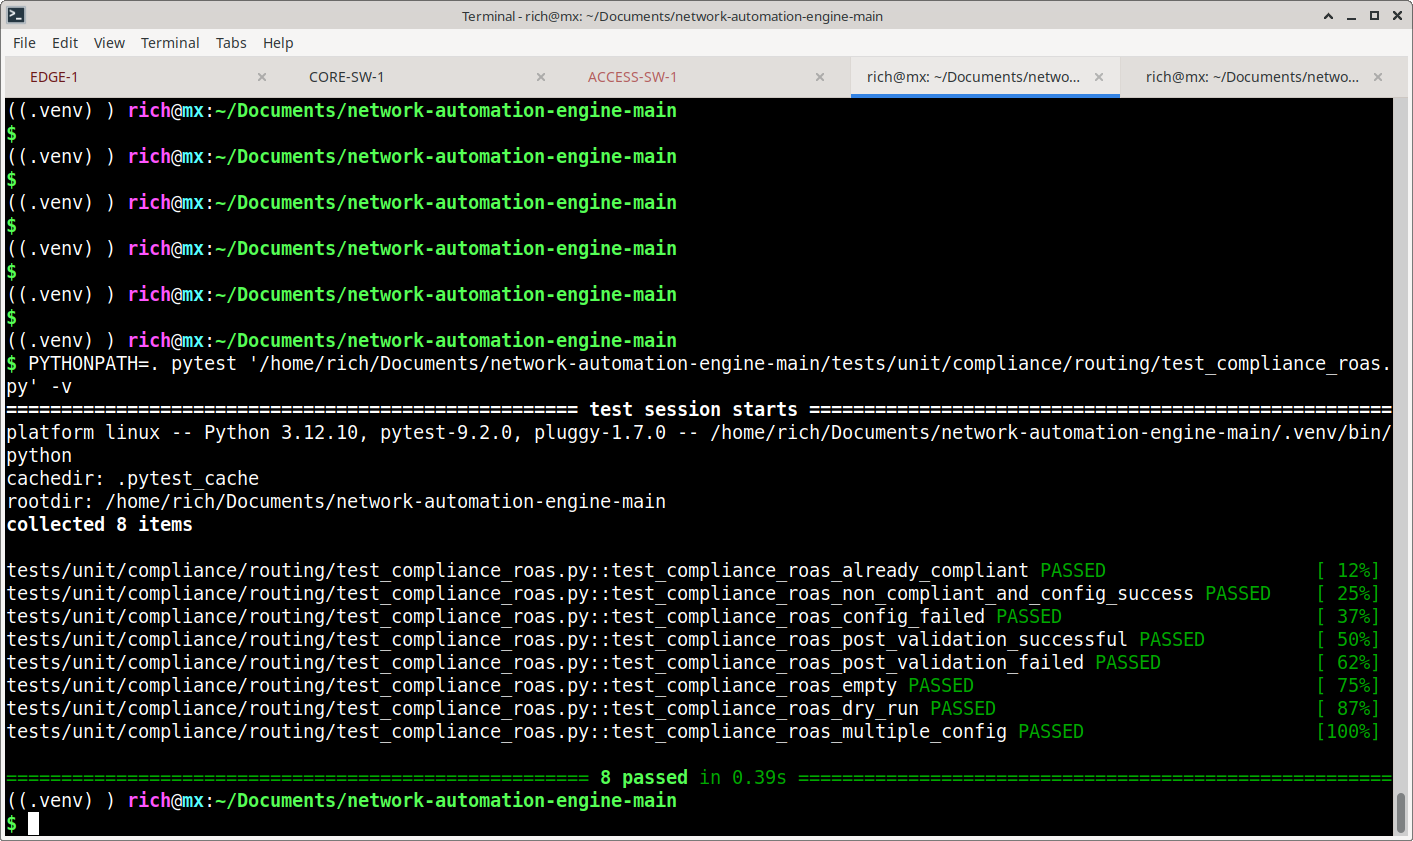 Terminal - rich@mx: ~/Documents/network-automation-engine-main
File Edit View Terminal Tabs Help
EDGE-1 CORE-SW-1 ACCESS-SW-1 rich@mx: ~/Documents/netwo... rich@mx: ~/Documents/netwo...
((.venv) ) rich@mx:~/Documents/network-automation-engine-main
$
((.venv) ) rich@mx:~/Documents/network-automation-engine-main
$
((.venv) ) rich@mx:~/Documents/network-automation-engine-main
$
((.venv) ) rich@mx:~/Documents/network-automation-engine-main
$
((.venv) ) rich@mx:~/Documents/network-automation-engine-main
$
((.venv) ) rich@mx:~/Documents/network-automation-engine-main
$ PYTHONPATH=. pytest '/home/rich/Documents/network-automation-engine-main/tests/unit/compliance/routing/test_compliance_roas.
py' -v
==================================================== test session starts =====================================================
platform linux -- Python 3.12.10, pytest-9.2.0, pluggy-1.7.0 -- /home/rich/Documents/network-automation-engine-main/.venv/bin/
python
cachedir: .pytest_cache
rootdir: /home/rich/Documents/network-automation-engine-main
collected 8 items
tests/unit/compliance/routing/test_compliance_roas.py::test_compliance_roas_already_compliant PASSED [ 12%]
tests/unit/compliance/routing/test_compliance_roas.py::test_compliance_roas_non_compliant_and_config_success PASSED [ 25%]
tests/unit/compliance/routing/test_compliance_roas.py::test_compliance_roas_config_failed PASSED [ 37%]
tests/unit/compliance/routing/test_compliance_roas.py::test_compliance_roas_post_validation_successful PASSED [ 50%]
tests/unit/compliance/routing/test_compliance_roas.py::test_compliance_roas_post_validation_failed PASSED [ 62%]
tests/unit/compliance/routing/test_compliance_roas.py::test_compliance_roas_empty PASSED [ 75%]
tests/unit/compliance/routing/test_compliance_roas.py::test_compliance_roas_dry_run PASSED [ 87%]
tests/unit/compliance/routing/test_compliance_roas.py::test_compliance_roas_multiple_config PASSED [100%]
===================================================== 8 passed in 0.39s ======================================================
((.venv) ) rich@mx:~/Documents/network-automation-engine-main
$